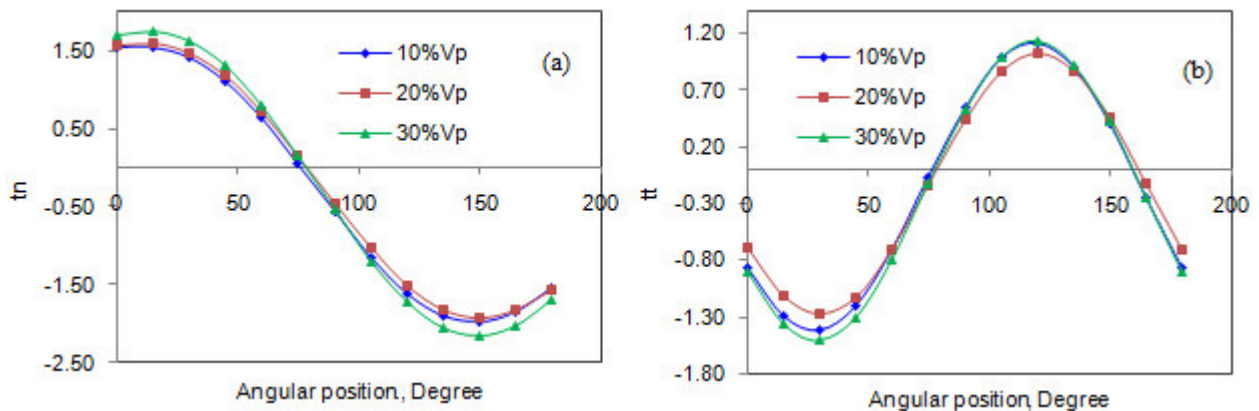 1.50
0.50
-0.50
-1.50
-2.50
0
50
100
150
200
tn
Angular position, Degree
10%Vp
20%Vp
30%Vp
(a)
1.20
0.70
0.20
-0.30
-0.80
-1.30
-1.80
0
50
100
150
200
tt
Angular position, Degree
10%Vp
20%Vp
30%Vp
(b)